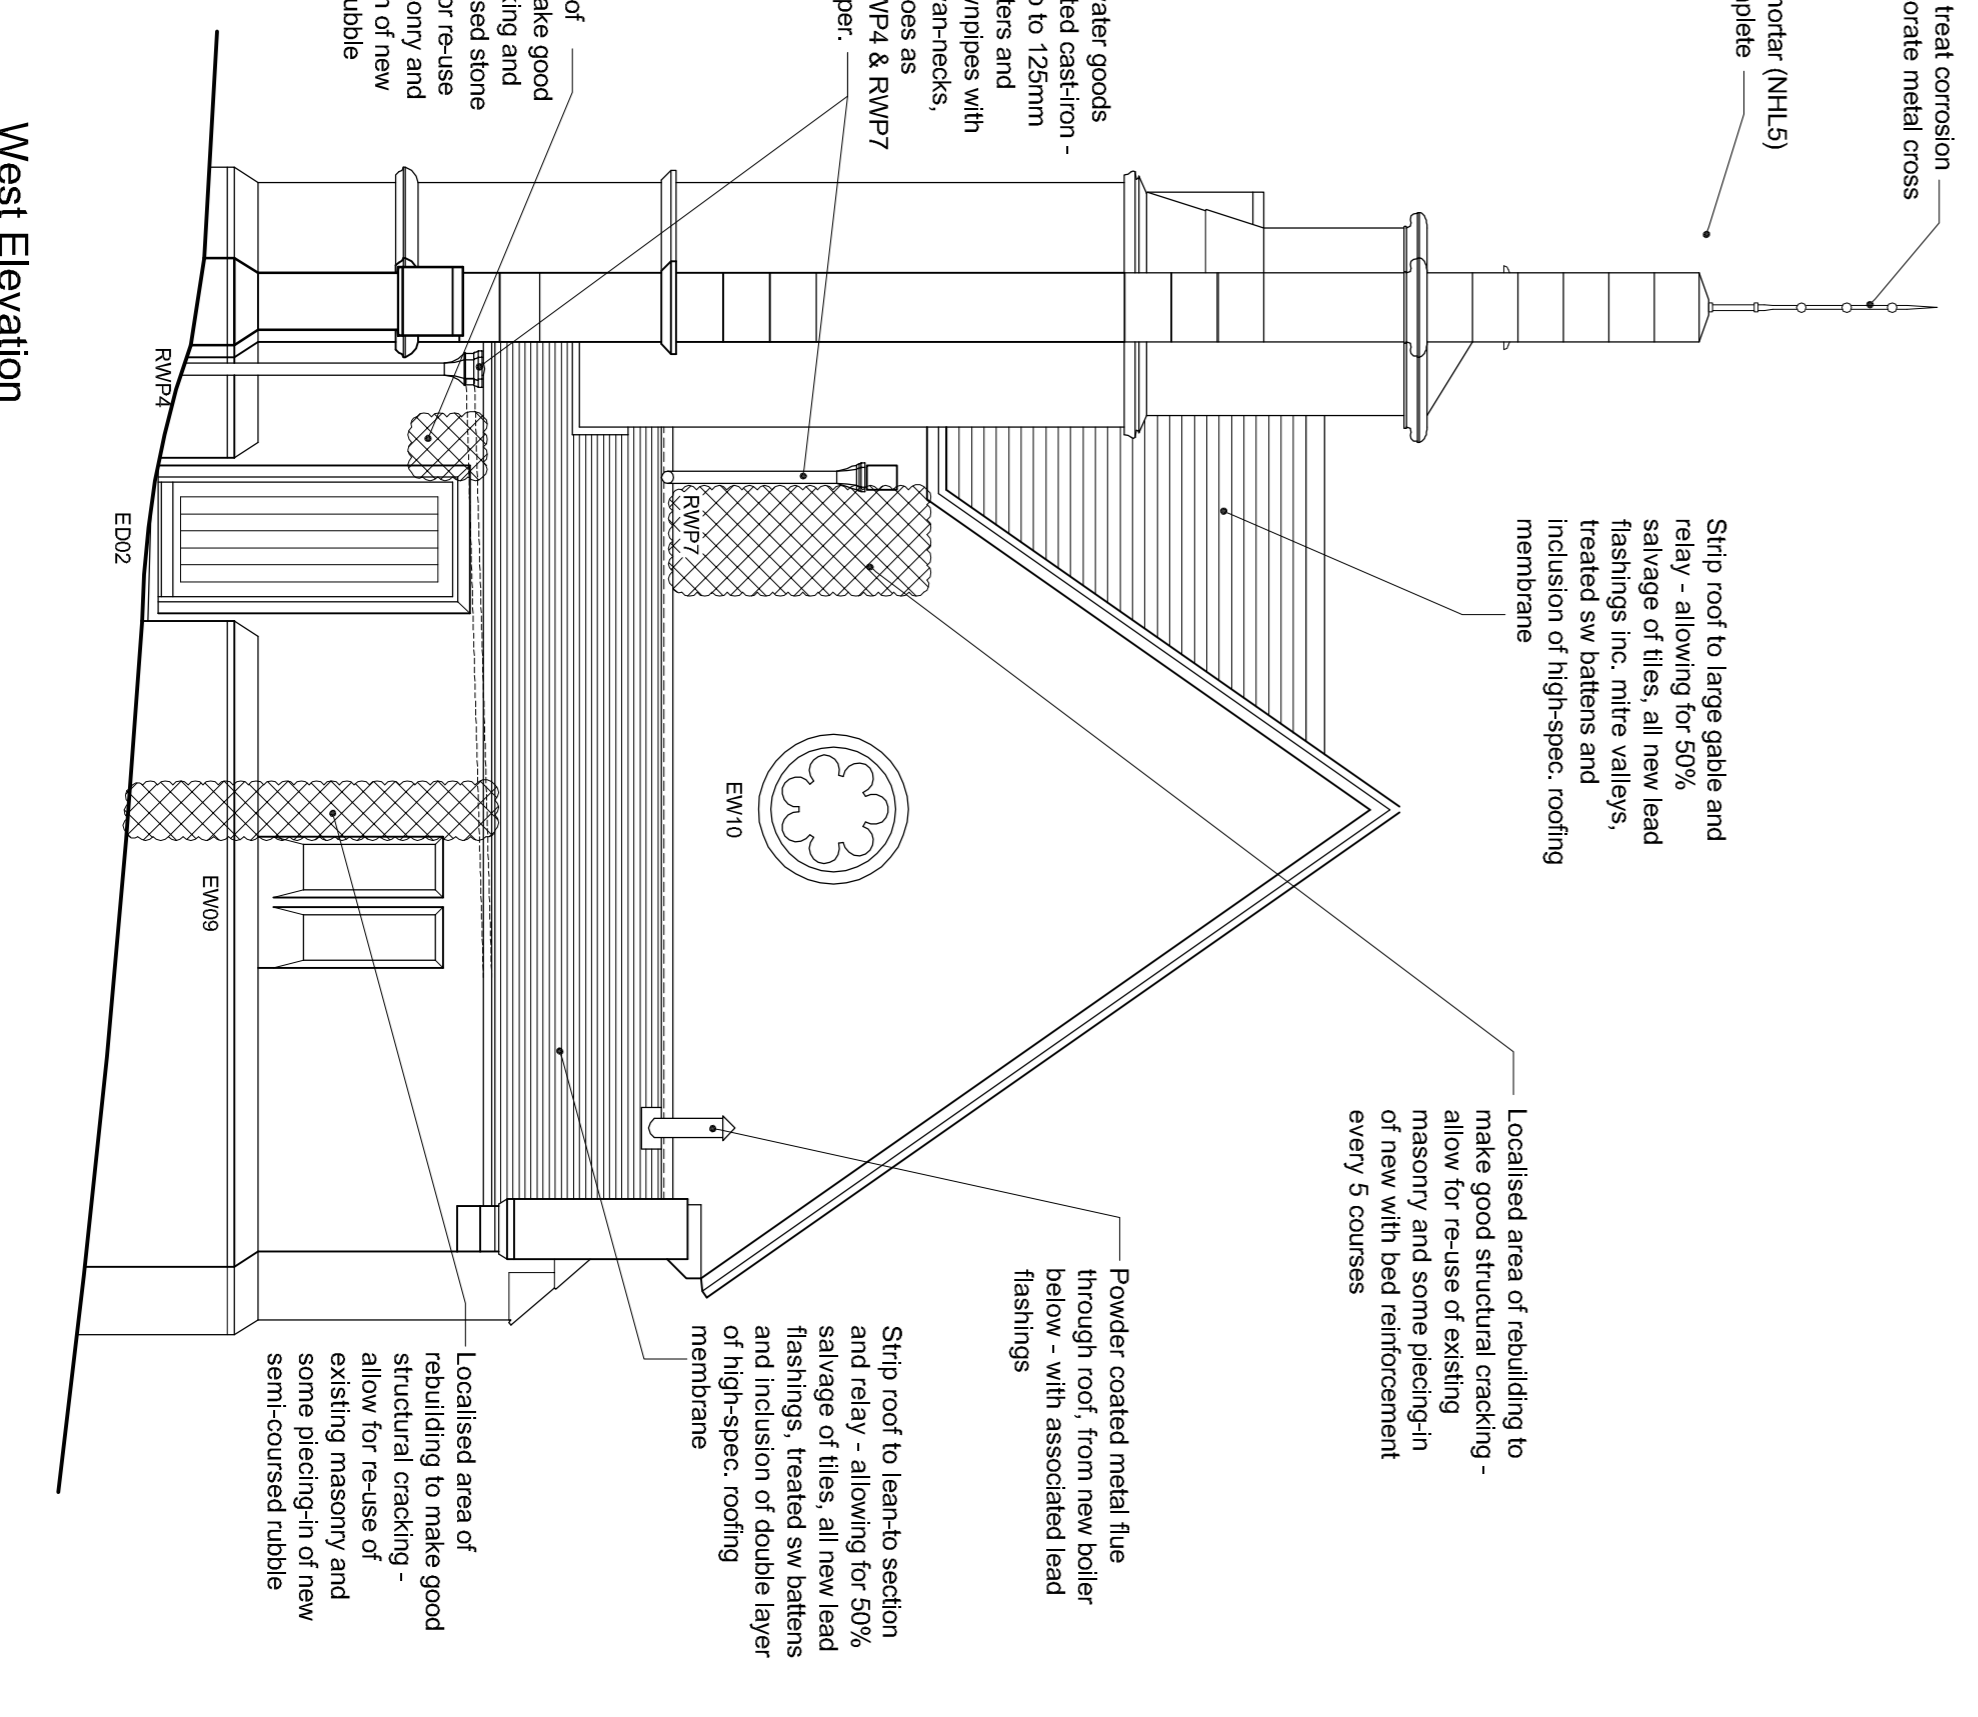 treat corrosion
orate metal cross
nortar (NHL5)
plete
ater goods
ted cast-iron -
to 125mm
ters and
wnpipes with
van-necks,
oes as
WP4 & RWP7
per.
of
ake good
king and
sed stone
or re-use
onry and
n of new
ubble
Strip roof to large gable and
relay - allowing for 50%
salvage of tiles, all new lead
flashings inc. mitre valleys,
treated sw battens and
inclusion of high-spec. roofing
membrane
Localised area of rebuilding to
make good structural cracking -
allow for re-use of existing
masonry and some piecing-in
of new with bed reinforcement
every 5 courses
Powder coated metal flue
through roof, from new boiler
below - with associated lead
flashings
Strip roof to lean-to section
and relay - allowing for 50%
salvage of tiles, all new lead
flashings, treated sw battens
and inclusion of double layer
of high-spec. roofing
membrane
Localised area of
rebuilding to make good
structural cracking -
allow for re-use of
existing masonry and
some piecing-in of new
semi-coursed rubble
RWP7
EW10
RWP4
ED02
EW09
West Elevation